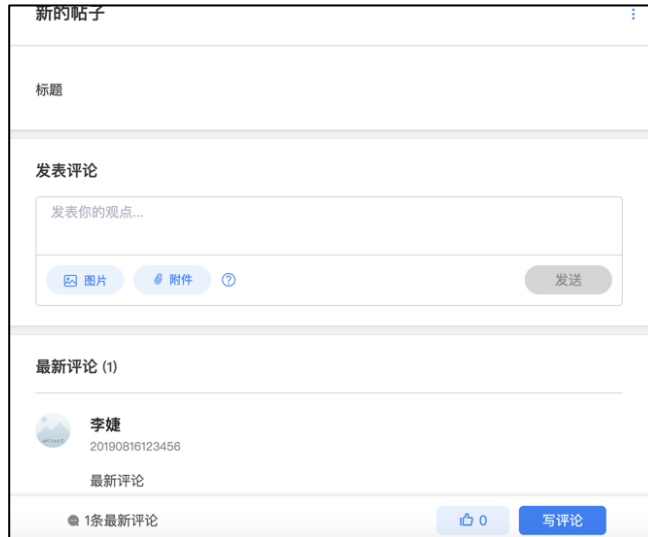 新的帖子
标题
发表评论
发表你的观点...
图片
附件
发送
最新评论 (1)
李婕
20190816123456
最新评论
1条最新评论
0
写评论